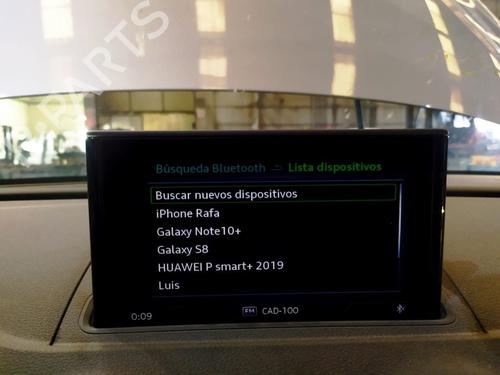 PARTS
Búsqueda Bluetooth Lista dispositivos
Buscar nuevos dispositivos
iPhone Rafa
Galaxy Note10+
Galaxy S8
HUAWEI P smart+ 2019
Luis
0:09 FM CAD-100